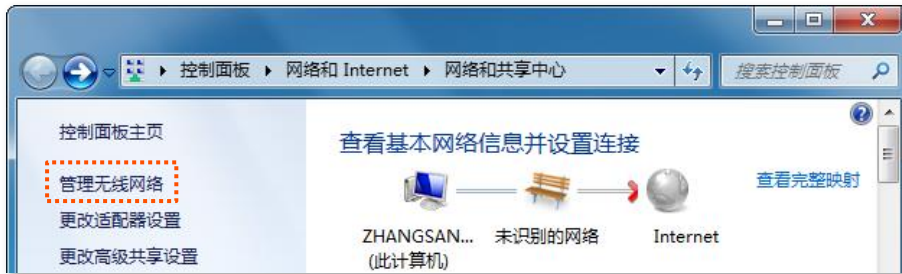 控制面板 网络和 Internet 网络和共享中心 搜索控制面板
控制面板主页
管理无线网络
更改适配器设置
更改高级共享设置
查看基本网络信息并设置连接
查看完整映射
ZHANGSAN... 未识别的网络 Internet
(此计算机)